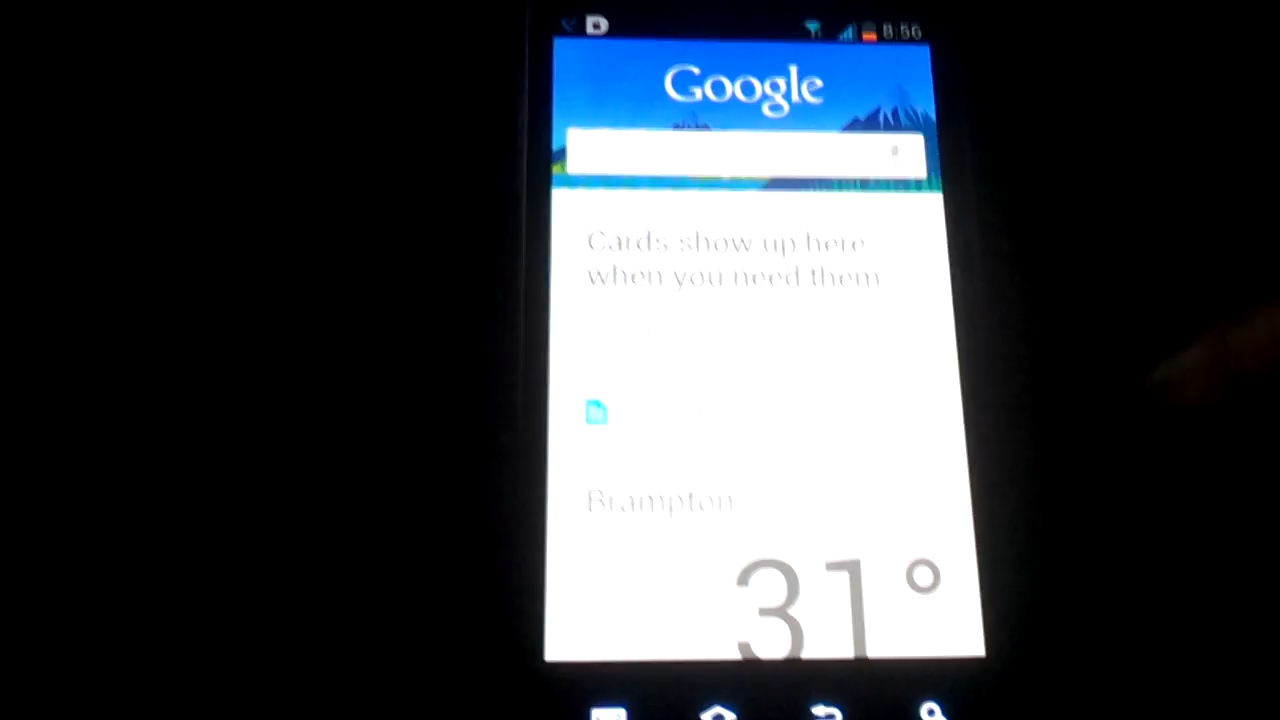 8:56
Google
Cards show up here
when you need them
Brampton
31°